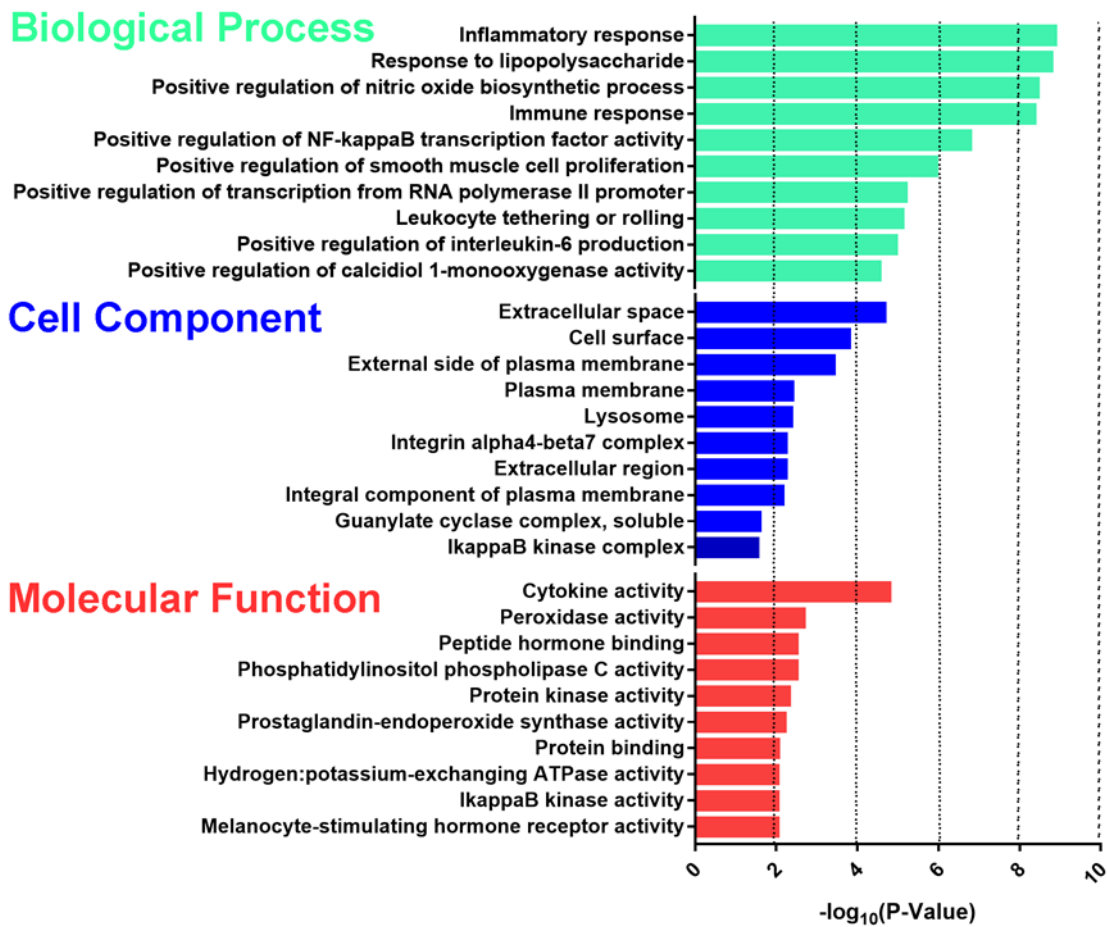 Biological Process
Inflammatory response
Response to lipopolysaccharide
Positive regulation of nitric oxide biosynthetic process
Immune response
Positive regulation of NF-kappaB transcription factor activity
Positive regulation of smooth muscle cell proliferation
Positive regulation of transcription from RNA polymerase II promoter
Leukocyte tethering or rolling
Positive regulation of interleukin-6 production
Positive regulation of calcidiol 1-monooxygenase activity
Cell Component
Extracellular space
Cell surface
External side of plasma membrane
Plasma membrane
Lysosome
Integrin alpha4-beta7 complex
Extracellular region
Integral component of plasma membrane
Guanylate cyclase complex, soluble
IkappaB kinase complex
Molecular Function
Cytokine activity
Peroxidase activity
Peptide hormone binding
Phosphatidylinositol phospholipase C activity
Protein kinase activity
Prostaglandin-endoperoxide synthase activity
Protein binding
Hydrogen:potassium-exchanging ATPase activity
IkappaB kinase activity
Melanocyte-stimulating hormone receptor activity
0 2 4 6 8 10
-log10(P-Value)